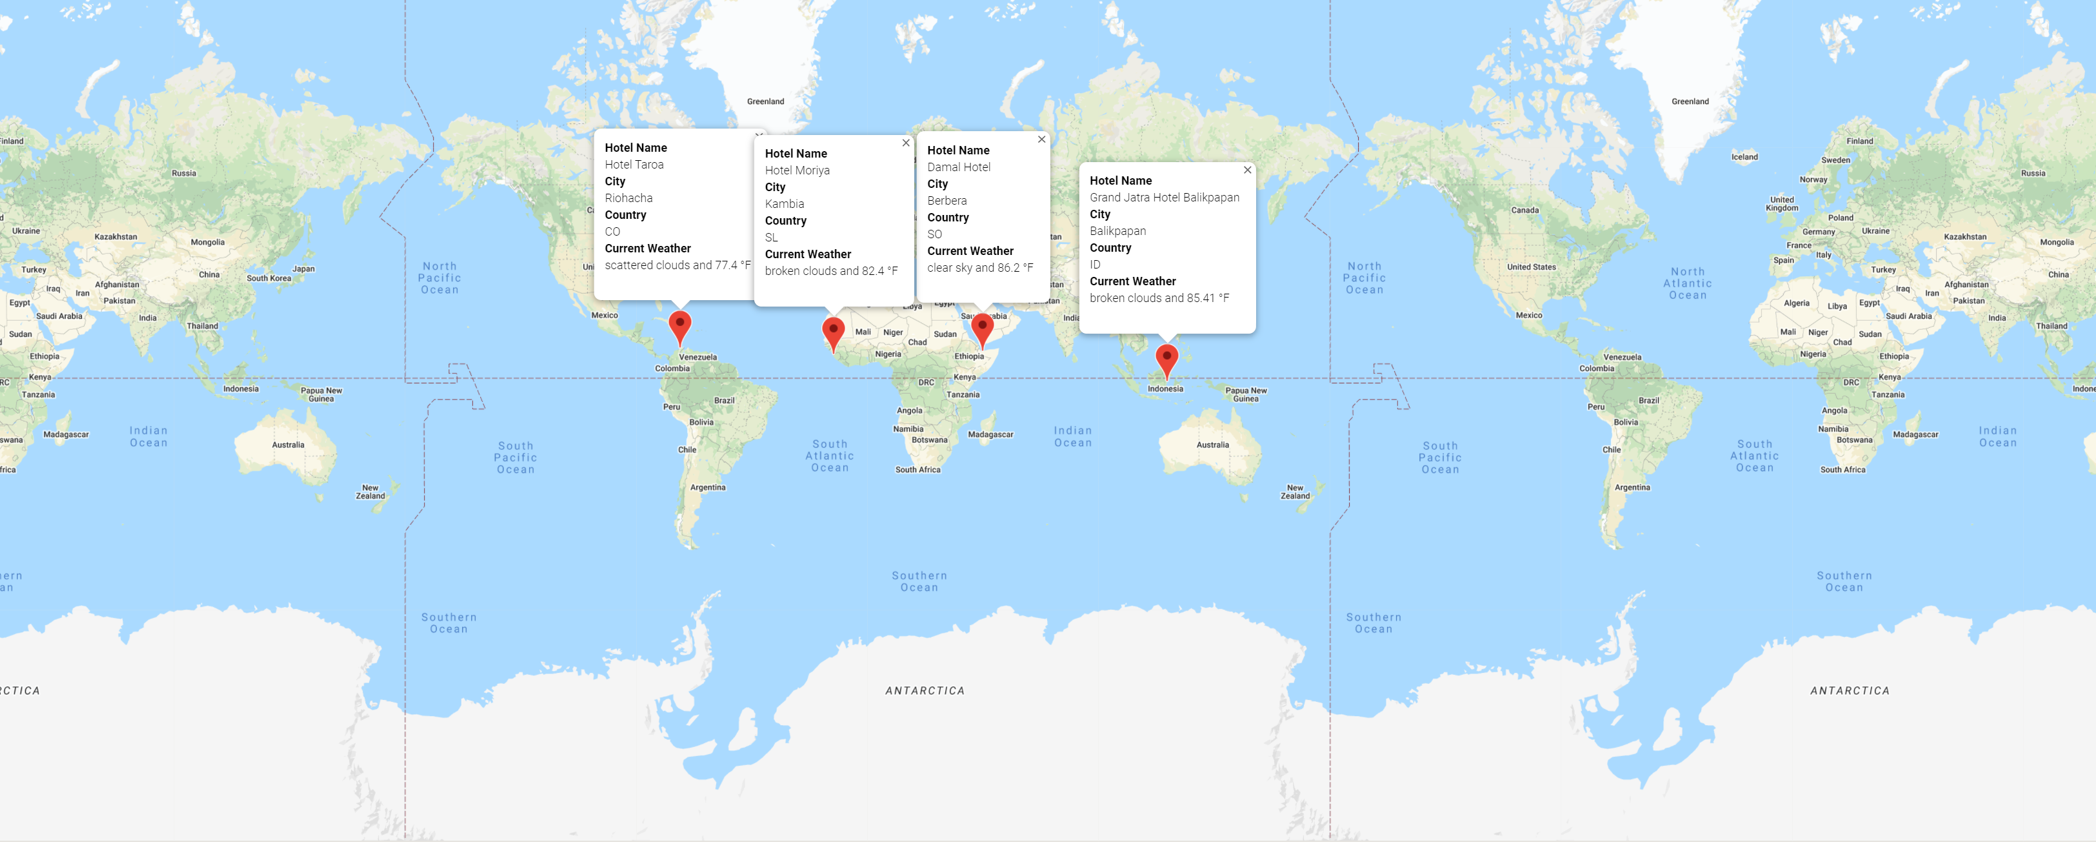 Hotel Name
Hotel Taroa
City
Riohacha
Country
CO
Current Weather
scattered clouds and 77.4 °F
Hotel Name
Hotel Moriya
City
Kambia
Country
SL
Current Weather
broken clouds and 82.4 °F
Hotel Name
Damal Hotel
City
Berbera
Country
SO
Current Weather
clear sky and 86.2 °F
Hotel Name
Grand Jatra Hotel Balikpapan
City
Balikpapan
Country
ID
Current Weather
broken clouds and 85.41 °F
Russia
Ukraine
Kazakhstan
Mongolia
Turkey
China
Japan
South Korea
Iraq
Iran
Afghanistan
Pakistan
Egypt
Saudi Arabia
India
Thailand
Sudan
Ethiopia
Kenya
Tanzania
Indonesia
Papua New
Guinea
Madagascar
Indian
Ocean
Australia
New
Zealand
North
Pacific
Ocean
South
Pacific
Ocean
Southern
Ocean
Greenland
Mexico
Venezuela
Colombia
Peru
Brazil
Bolivia
Chile
Argentina
South
Atlantic
Ocean
Mali
Niger
Chad
Sudan
Nigeria
Ethiopia
DRC
Kenya
Tanzania
Angola
Namibia
Botswana
Madagascar
South Africa
Southern
Ocean
ANTARCTICA
Indian
Ocean
Indonesia
Papua New
Guinea
Australia
New
Zealand
North
Pacific
Ocean
South
Pacific
Ocean
Southern
Ocean
Greenland
Iceland
Canada
United States
Mexico
North
Atlantic
Ocean
Venezuela
Colombia
Peru
Brazil
Bolivia
Chile
Argentina
South
Atlantic
Ocean
Finland
Sweden
Russia
United
Kingdom
Poland
Germany
Ukraine
France
Italy
Spain
Kazakhstan
Mongolia
Turkey
China
Iraq
Iran
Afghanistan
Pakistan
Algeria
Libya
Egypt
Saudi Arabia
India
Thailand
Mali
Niger
Chad
Sudan
Nigeria
Ethiopia
DRC
Kenya
Tanzania
Angola
Namibia
Botswana
Madagascar
South Africa
Indian
Ocean
Southern
Ocean
ANTARCTICA